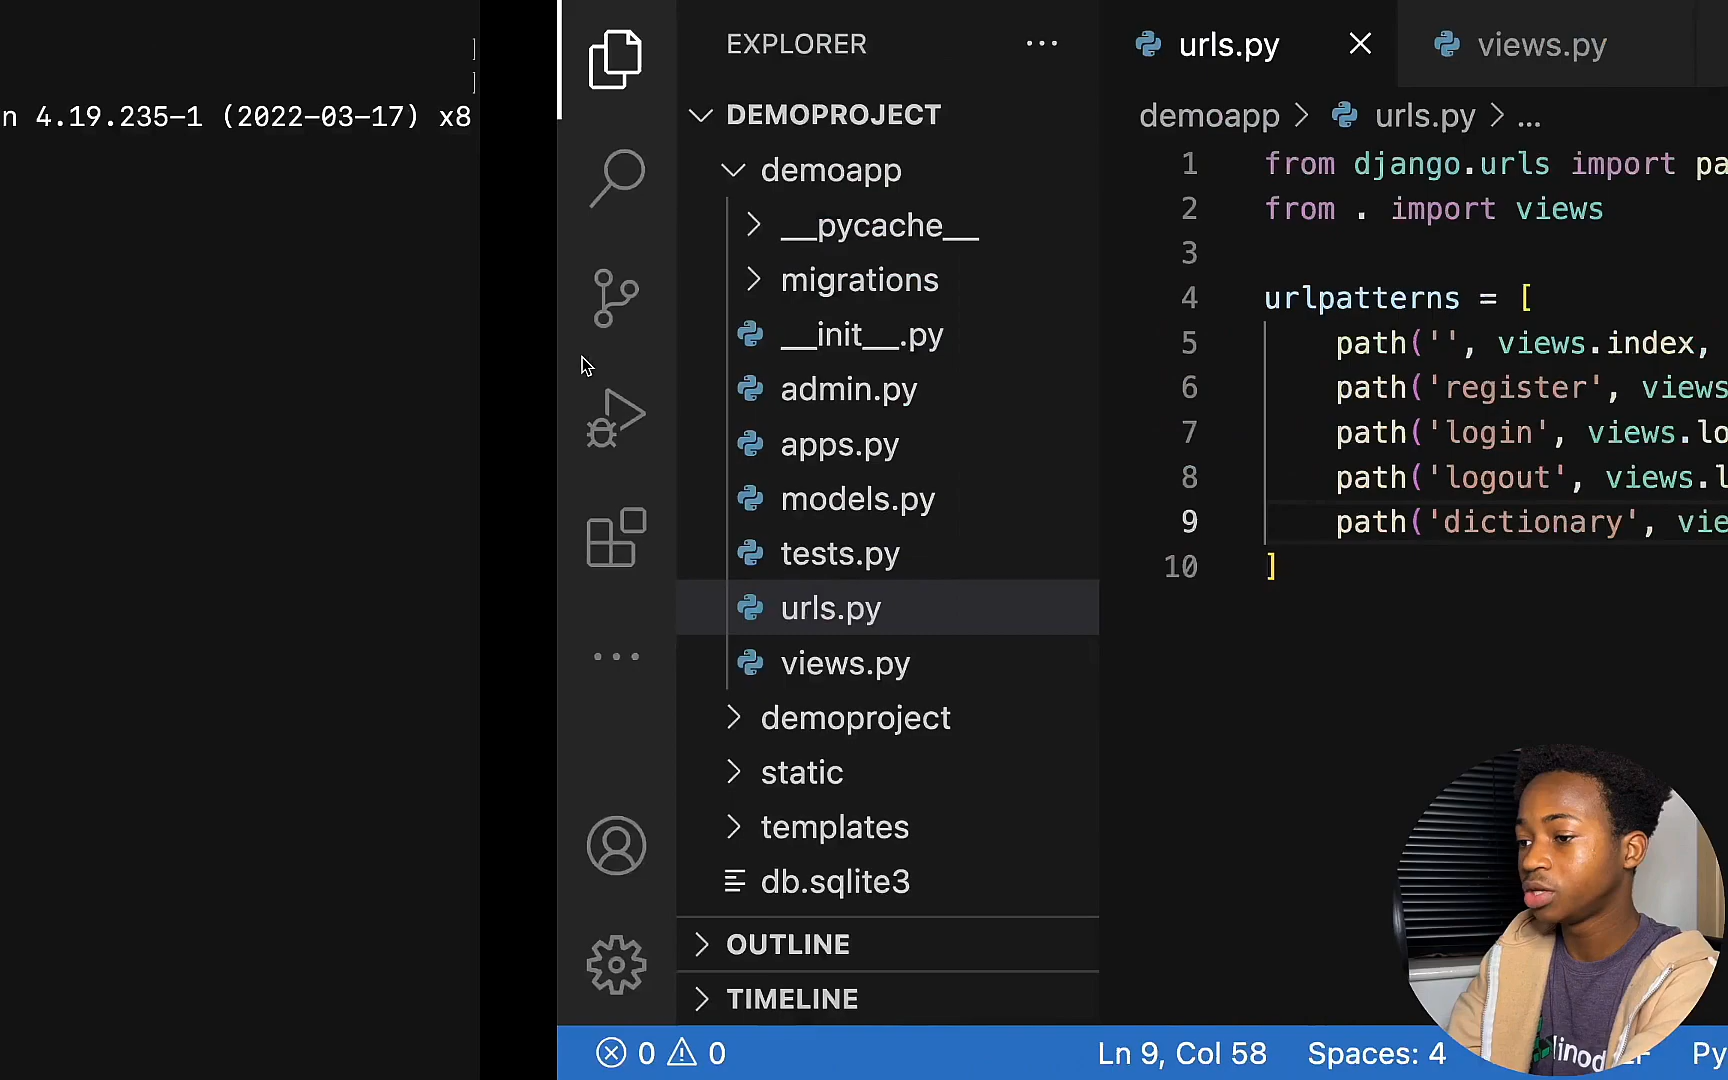 ]
]
n 4.19.235-1 (2022-03-17) x8
EXPLORER
DEMOPROJECT
demoapp
__pycache__
migrations
__init__.py
admin.py
apps.py
models.py
tests.py
urls.py
views.py
demoproject
static
templates
db.sqlite3
OUTLINE
TIMELINE
urls.py
views.py
demoapp > urls.py > ...
1 from django.urls import pa
2 from . import views
3
4 urlpatterns = [
5 path('', views.index,
6 path('register', views
7 path('login', views.lo
8 path('logout', views.l
9 path('dictionary', vie
10 ]
linod
0 0
Ln 9, Col 58
Spaces: 4
F
Py